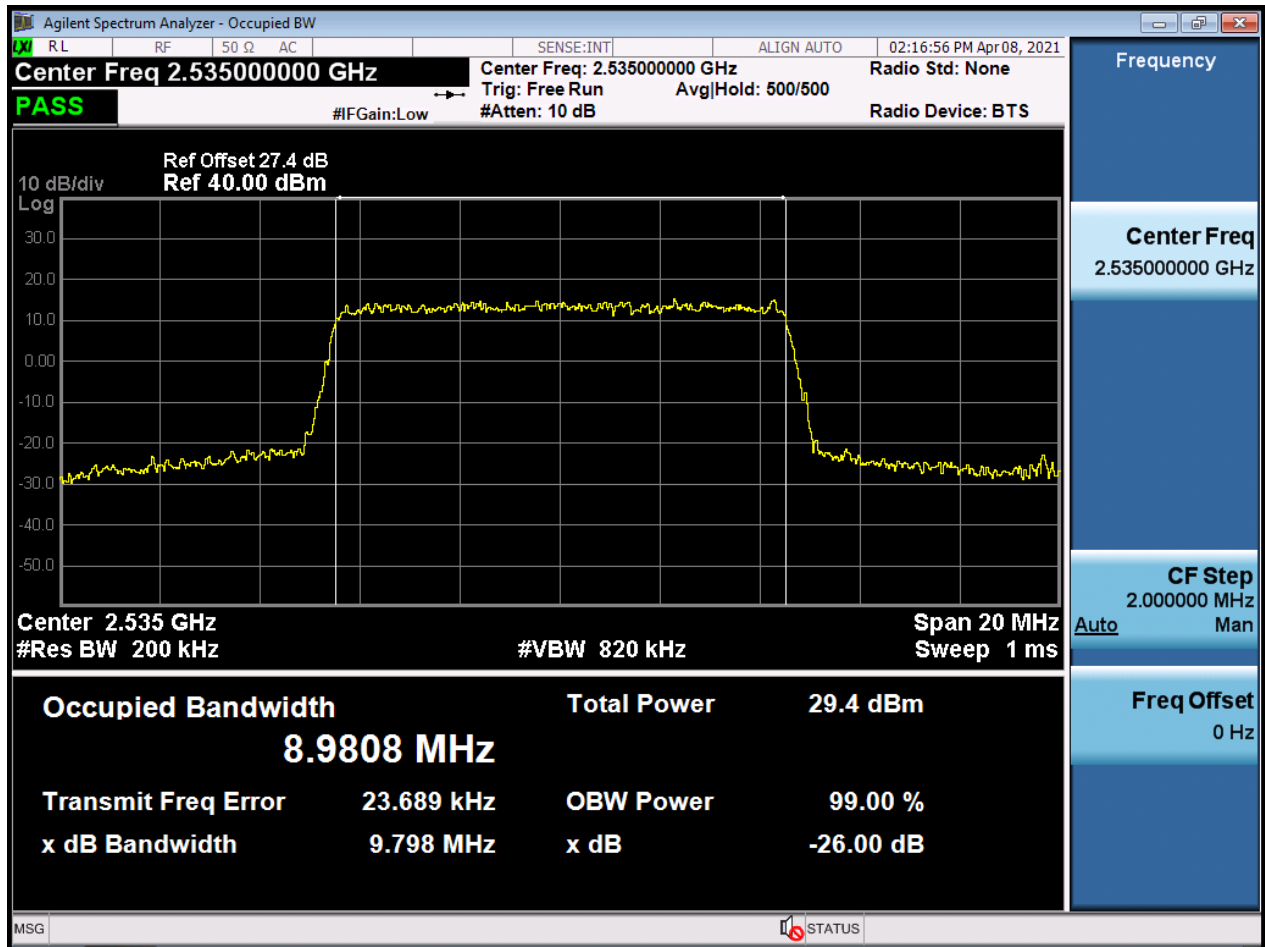 Agilent Spectrum Analyzer - Occupied BW
LXI RL RF 50 Ω AC SENSE:INT ALIGN AUTO 02:16:56 PM Apr 08, 2021
Center Freq 2.535000000 GHz
Center Freq: 2.535000000 GHz
Radio Std: None
PASS
Trig: Free Run Avg|Hold: 500/500
#IFGain:Low
#Atten: 10 dB
Radio Device: BTS
Ref Offset 27.4 dB
10 dB/div Ref 40.00 dBm
Log
30.0
20.0
10.0
0.00
-10.0
-20.0
-30.0
-40.0
-50.0
Center 2.535 GHz Span 20 MHz
#Res BW 200 kHz #VBW 820 kHz Sweep 1 ms
Occupied Bandwidth Total Power 29.4 dBm
8.9808 MHz
Transmit Freq Error 23.689 kHz OBW Power 99.00 %
x dB Bandwidth 9.798 MHz x dB -26.00 dB
Frequency
Center Freq
2.535000000 GHz
CF Step
2.000000 MHz
Auto Man
Freq Offset
0 Hz
MSG STATUS